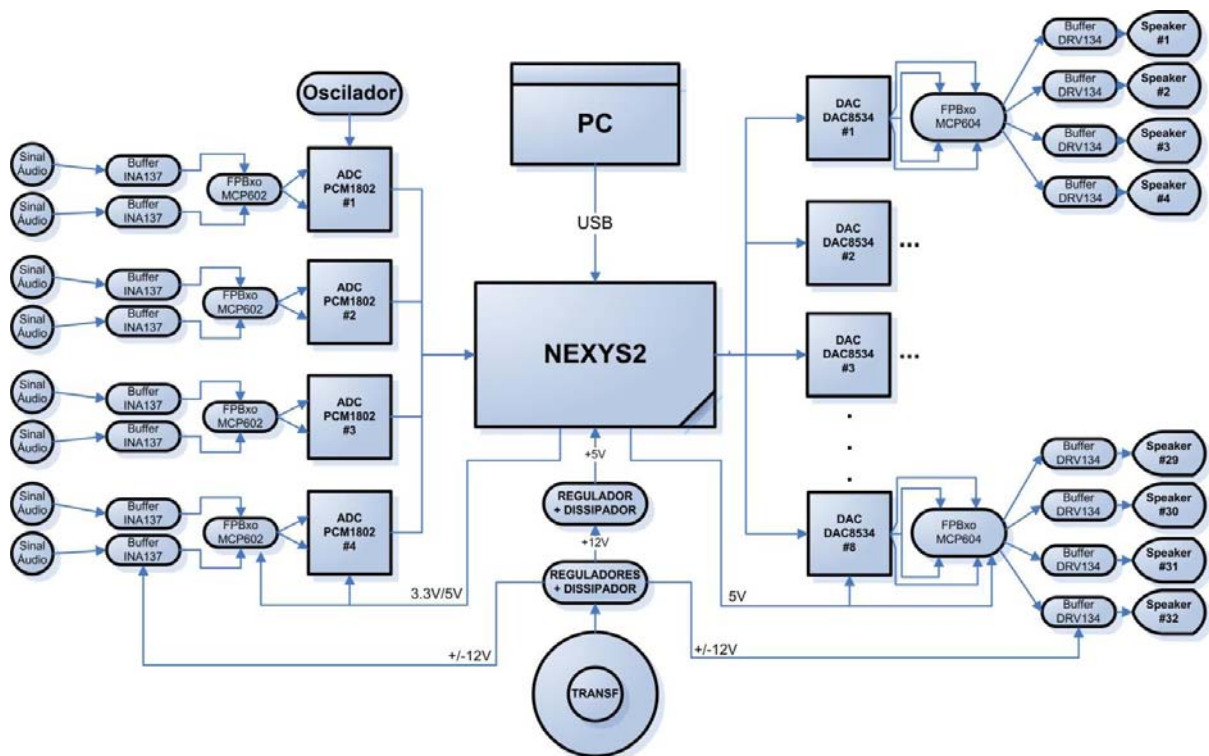 Oscilador
PC
USB
NEXYS2
Sinal
Áudio
Sinal
Áudio
Buffer
INA137
Buffer
INA137
FPBxo
MCP602
ADC
PCM1802
#1
Sinal
Áudio
Sinal
Áudio
Buffer
INA137
Buffer
INA137
FPBxo
MCP602
ADC
PCM1802
#2
Sinal
Áudio
Sinal
Áudio
Buffer
INA137
Buffer
INA137
FPBxo
MCP602
ADC
PCM1802
#3
Sinal
Áudio
Sinal
Áudio
Buffer
INA137
Buffer
INA137
FPBxo
MCP602
ADC
PCM1802
#4
+5V
REGULADOR
+ DISSIPADOR
+12V
REGULADORES
+ DISSIPADOR
TRANSF
3.3V/5V
5V
+/-12V
+/-12V
DAC
DAC8534
#1
FPBxo
MCP604
Buffer
DRV134
Speaker
#1
Buffer
DRV134
Speaker
#2
Buffer
DRV134
Speaker
#3
Buffer
DRV134
Speaker
#4
DAC
DAC8534
#2
...
DAC
DAC8534
#3
...
DAC
DAC8534
#8
FPBxo
MCP604
Buffer
DRV134
Speaker
#29
Buffer
DRV134
Speaker
#30
Buffer
DRV134
Speaker
#31
Buffer
DRV134
Speaker
#32